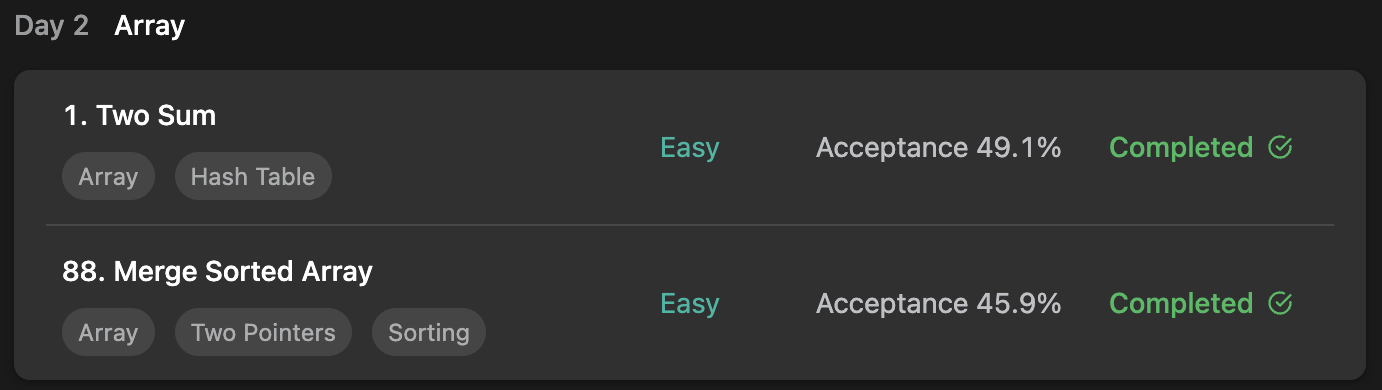 Day 2 Array
1. Two Sum
Easy Acceptance 49.1% Completed
Array Hash Table
88. Merge Sorted Array
Easy Acceptance 45.9% Completed
Array Two Pointers Sorting